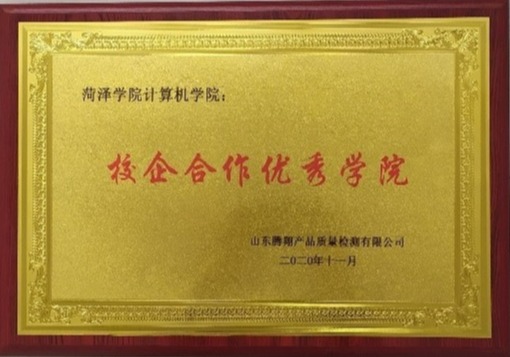 菏泽学院计算机学院：
校企合作优秀学院
山东腾翔产品质量检测有限公司
二〇二〇年十一月